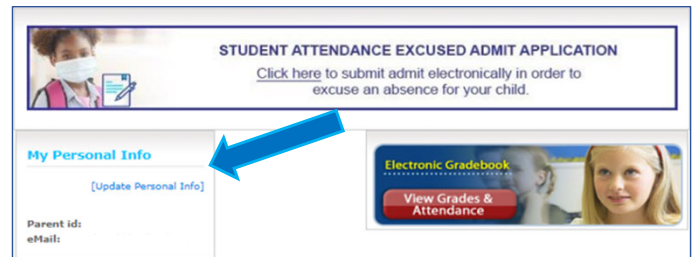 STUDENT ATTENDANCE EXCUSED ADMIT APPLICATION
Click here to submit admit electronically in order to
excuse an absence for your child.
My Personal Info
[Update Personal Info]
Parent id:
eMail:
Electronic Gradebook
View Grades &
Attendance